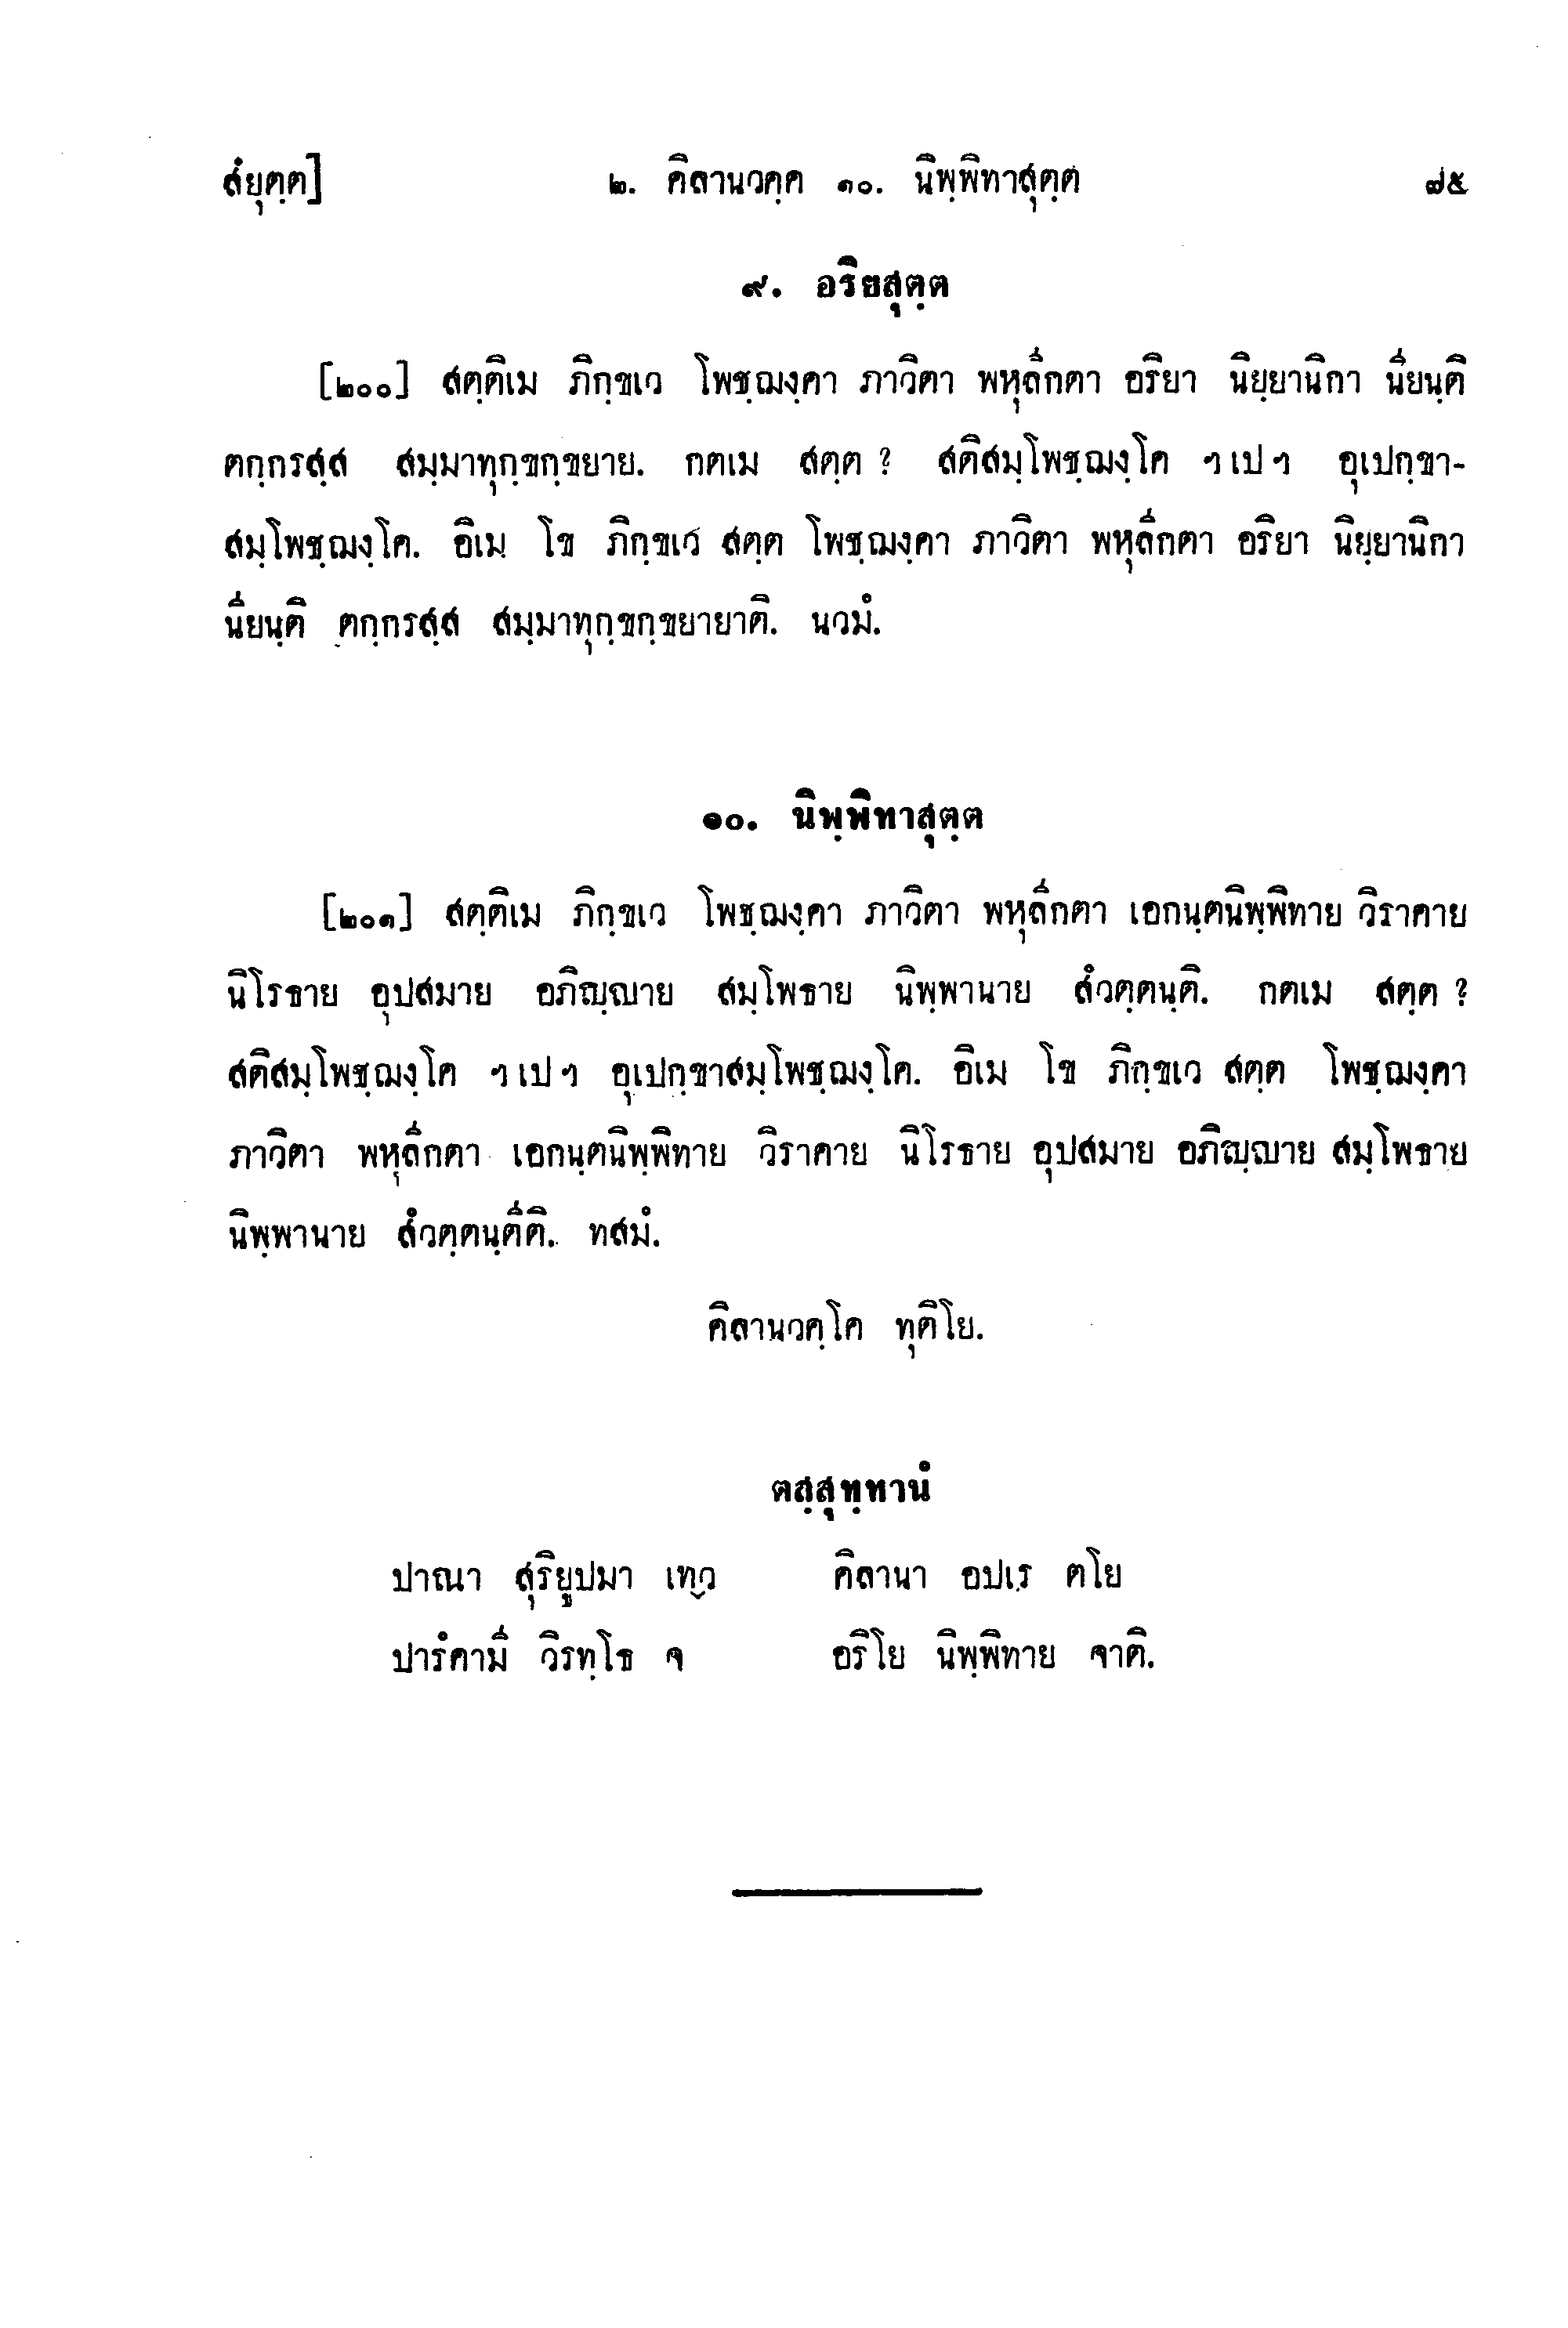 สํยุตฺต]	๒. คิลานวคฺค ๑๐. นิพฺพิทาสุตฺต	๘๕
๙. อริยสุตฺต
[๒๐๐] สตฺติเม ภิกฺขเว โพชฺฌงฺคา ภาวิตา พหุลีกตา อริยา นิยฺยานิกา นียนฺติ
ตกฺกรสฺส สมฺมาทุกฺขกฺขยาย. กตเม สตฺต ? สติสมฺโพชฺฌงฺโค ฯเปฯ อุเปกฺขา-
สมฺโพชฺฌงฺโค. อิเม โข ภิกฺขเว สตฺต โพชฺฌงฺคา ภาวิตา พหุลีกตา อริยา นิยฺยานิกา
นียนฺติ ตกฺกรสฺส สมฺมาทุกฺขกฺขยายาติ. นวมํ.
๑๐. นิพฺพิทาสุตฺต
[๒๐๑] สตฺติเม ภิกฺขเว โพชฺฌงฺคา ภาวิตา พหุลีกตา เอกนฺตนิพฺพิทาย วิราคาย
นิโรธาย อุปสมาย อภิญฺญาย สมฺโพธาย นิพฺพานาย สํวตฺตนฺติ. กตเม สตฺต ?
สติสมฺโพชฺฌงฺโค ฯเปฯ อุเปกฺขาสมฺโพชฺฌงฺโค. อิเม โข ภิกฺขเว สตฺต โพชฺฌงฺคา
ภาวิตา พหุลีกตา เอกนฺตนิพฺพิทาย วิราคาย นิโรธาย อุปสมาย อภิญฺญาย สมฺโพธาย
นิพฺพานาย สํวตฺตนฺตีติ. ทสมํ.
คิลานวคฺโค ทุติโย.
ตสฺสุทฺทานํ
ปาณา สุริยูปมา เทฺว	คิลานา อปเร ตโย
ปารํคามี วิรทฺโธ จ	อริโย นิพฺพิทาย จาติ.